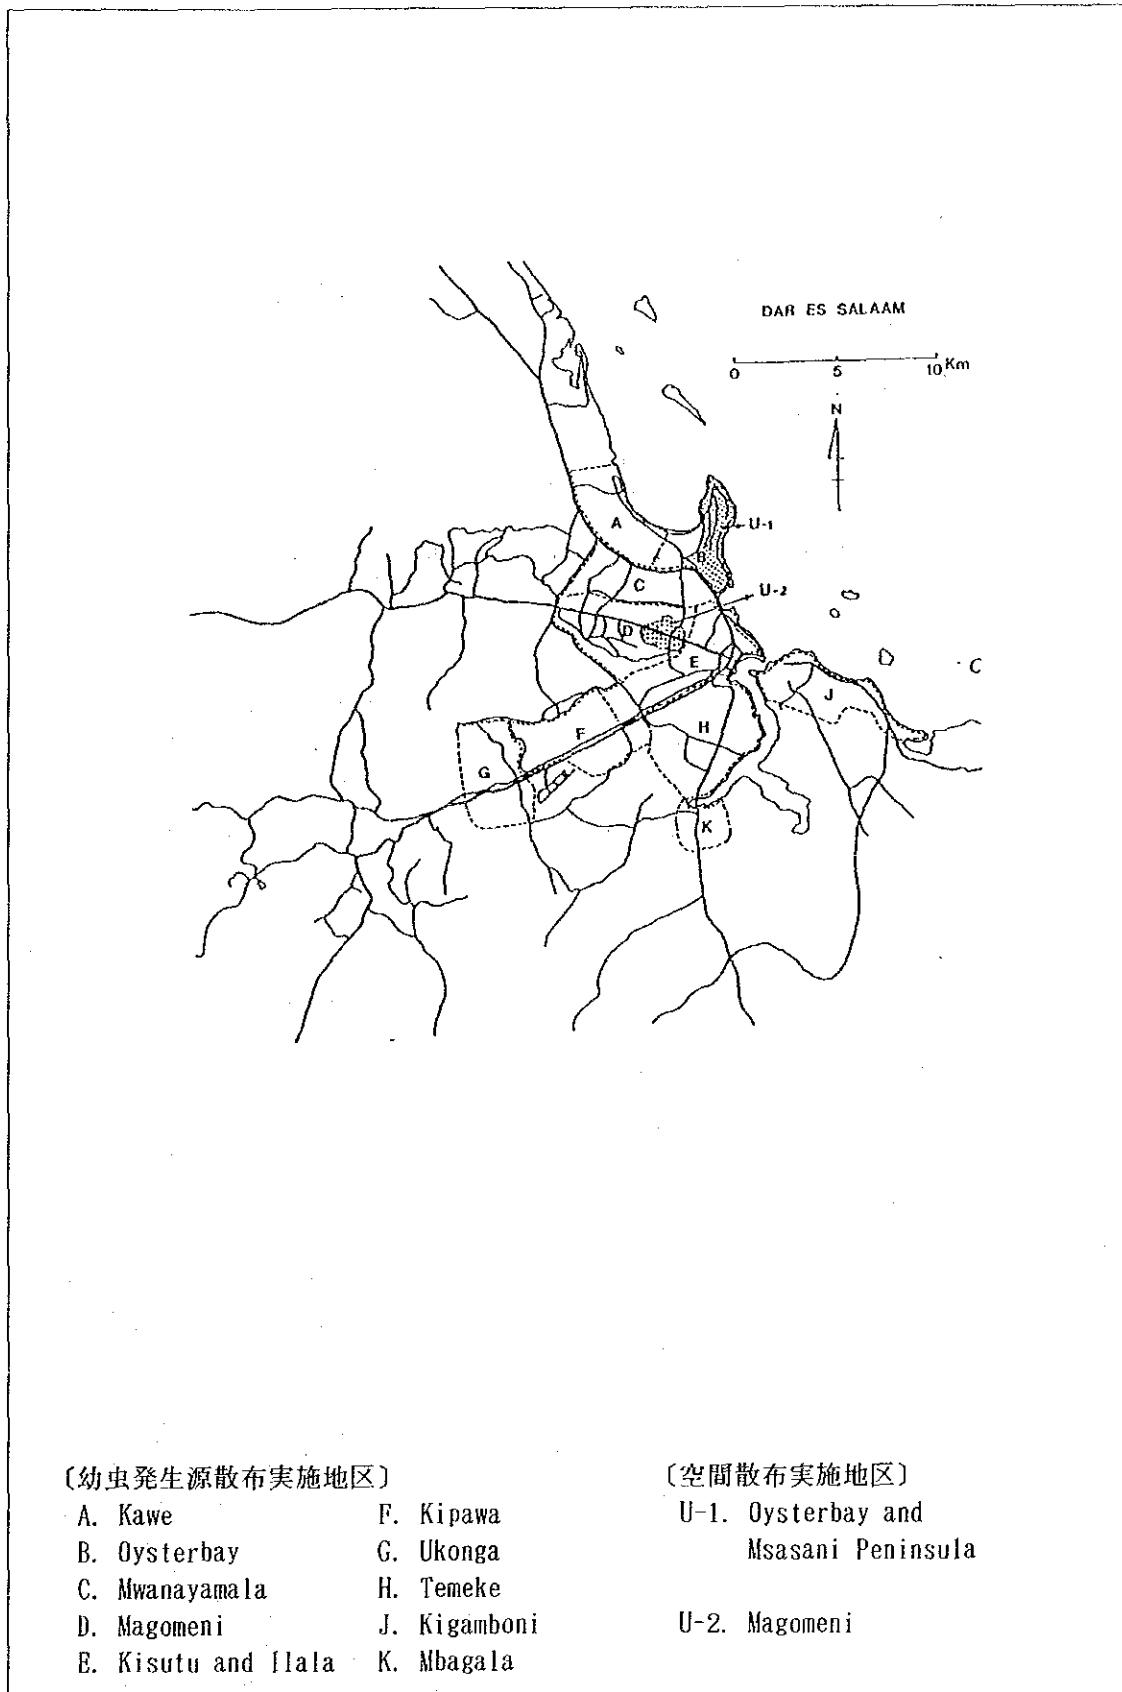 DAR ES SALAAM
0 5 10 Km
N
A
U-1
B
C
U-2
D
E
C
J
F
H
G
K
〔幼虫発生源散布実施地区〕
A. Kawe
B. Oysterbay
C. Mwanayamala
D. Magomeni
E. Kisutu and Ilala
F. Kipawa
G. Ukonga
H. Temeke
J. Kigamboni
K. Mbagala
〔空間散布実施地区〕
U-1. Oysterbay and
Msasani Peninsula
U-2. Magomeni